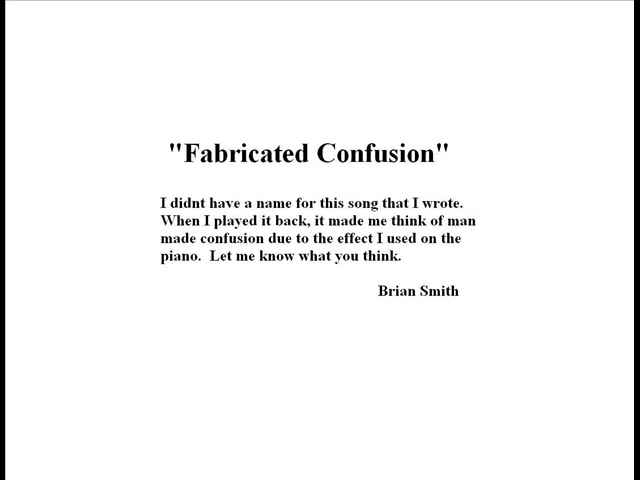 "Fabricated Confusion"
I didnt have a name for this song that I wrote.
When I played it back, it made me think of man
made confusion due to the effect I used on the
piano.  Let me know what you think.
Brian Smith